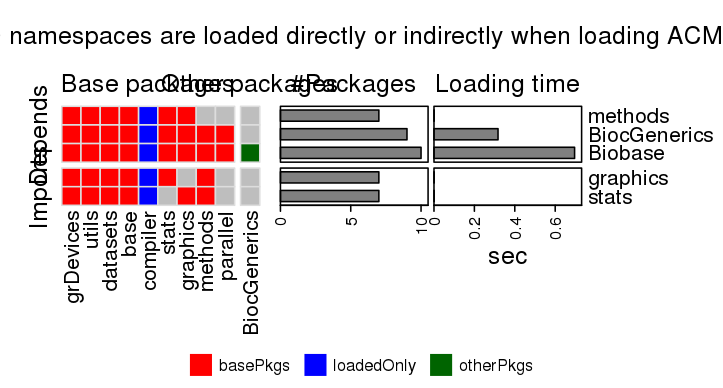 namespaces are loaded directly or indirectly when loading ACM
Base packages
Other packages
#Packages
Loading time
Depends
Imports
methods
BiocGenerics
Biobase
graphics
stats
grDevices
utils
datasets
base
compiler
stats
graphics
methods
parallel
BiocGenerics
0
5
10
0
0.2
0.4
0.6
sec
basePkgs
loadedOnly
otherPkgs